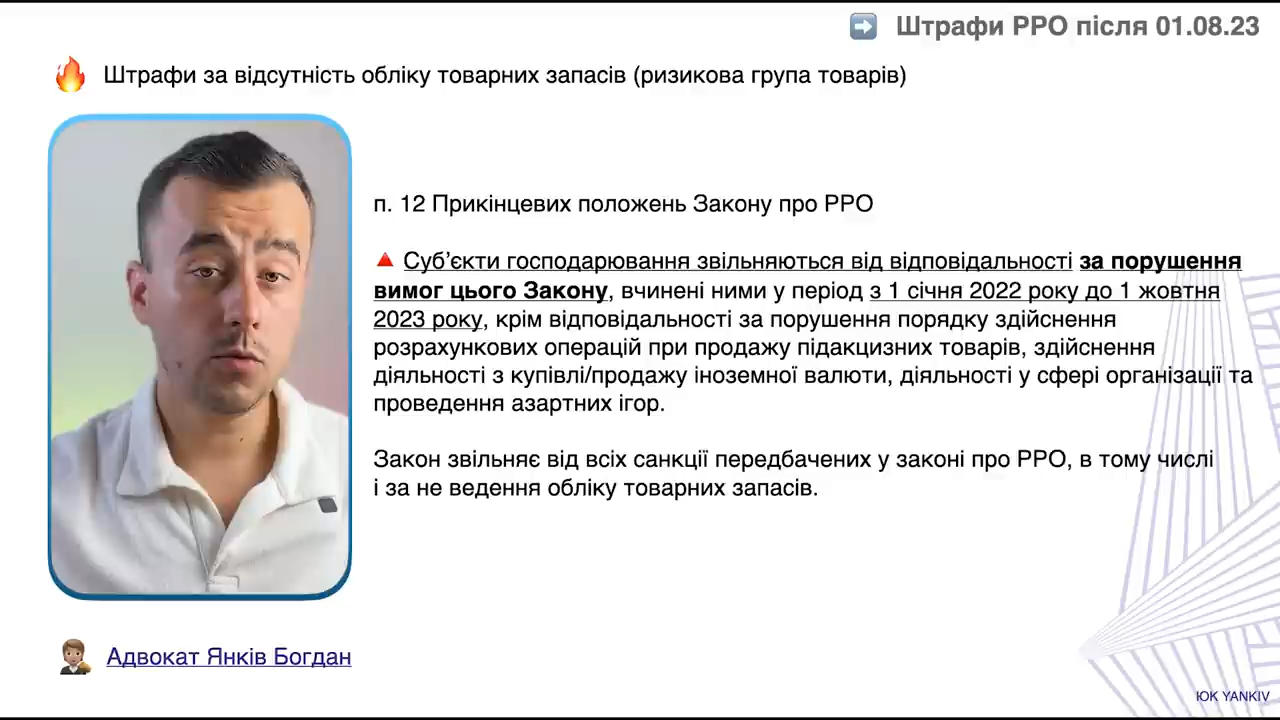 Штрафи РРО після 01.08.23
Штрафи за відсутність обліку товарних запасів (ризикова група товарів)
п. 12 Прикінцевих положень Закону про РРО
Суб’єкти господарювання звільняються від відповідальності за порушення
вимог цього Закону, вчинені ними у період з 1 січня 2022 року до 1 жовтня
2023 року, крім відповідальності за порушення порядку здійснення
розрахункових операцій при продажу підакцизних товарів, здійснення
діяльності з купівлі/продажу іноземної валюти, діяльності у сфері організації та
проведення азартних ігор.
Закон звільняє від всіх санкції передбачених у законі про РРО, в тому числі
і за не ведення обліку товарних запасів.
Адвокат Янків Богдан
ЮК YANKIV